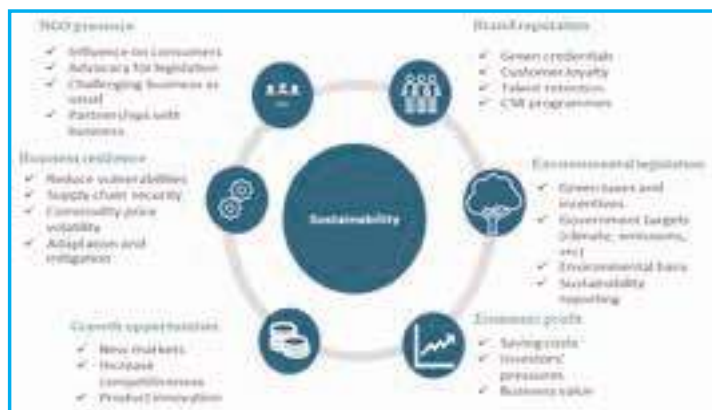 NGO presence
✓ Influence on consumers
✓ Advocacy for legislation
✓ Challenging business as
usual
✓ Partnerships with
business
Brand reputation
✓ Green credentials
✓ Customer loyalty
✓ Talent retention
✓ CSR programmes
Business resilience
✓ Reduce vulnerabilities
✓ Supply chain security
✓ Commodity price
volatility
✓ Adaptation and
mitigation
Sustainability
Environmental legislation
✓ Green taxes and
incentives
✓ Government targets
(climate, emissions,
etc)
✓ Environmental bans
✓ Sustainability
reporting
Growth opportunities
✓ New markets
✓ Increase
competitiveness
✓ Product innovation
Economic profit
✓ Saving costs
✓ Investors'
pressures
✓ Business value